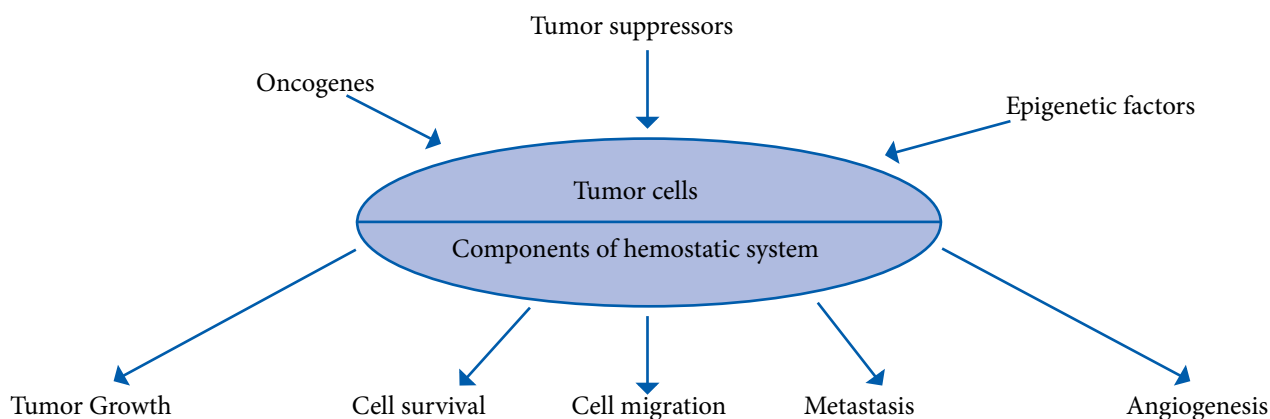 Tumor suppressors
Oncogenes
Epigenetic factors
Tumor cells
Components of hemostatic system
Tumor Growth
Cell survival
Cell migration
Metastasis
Angiogenesis